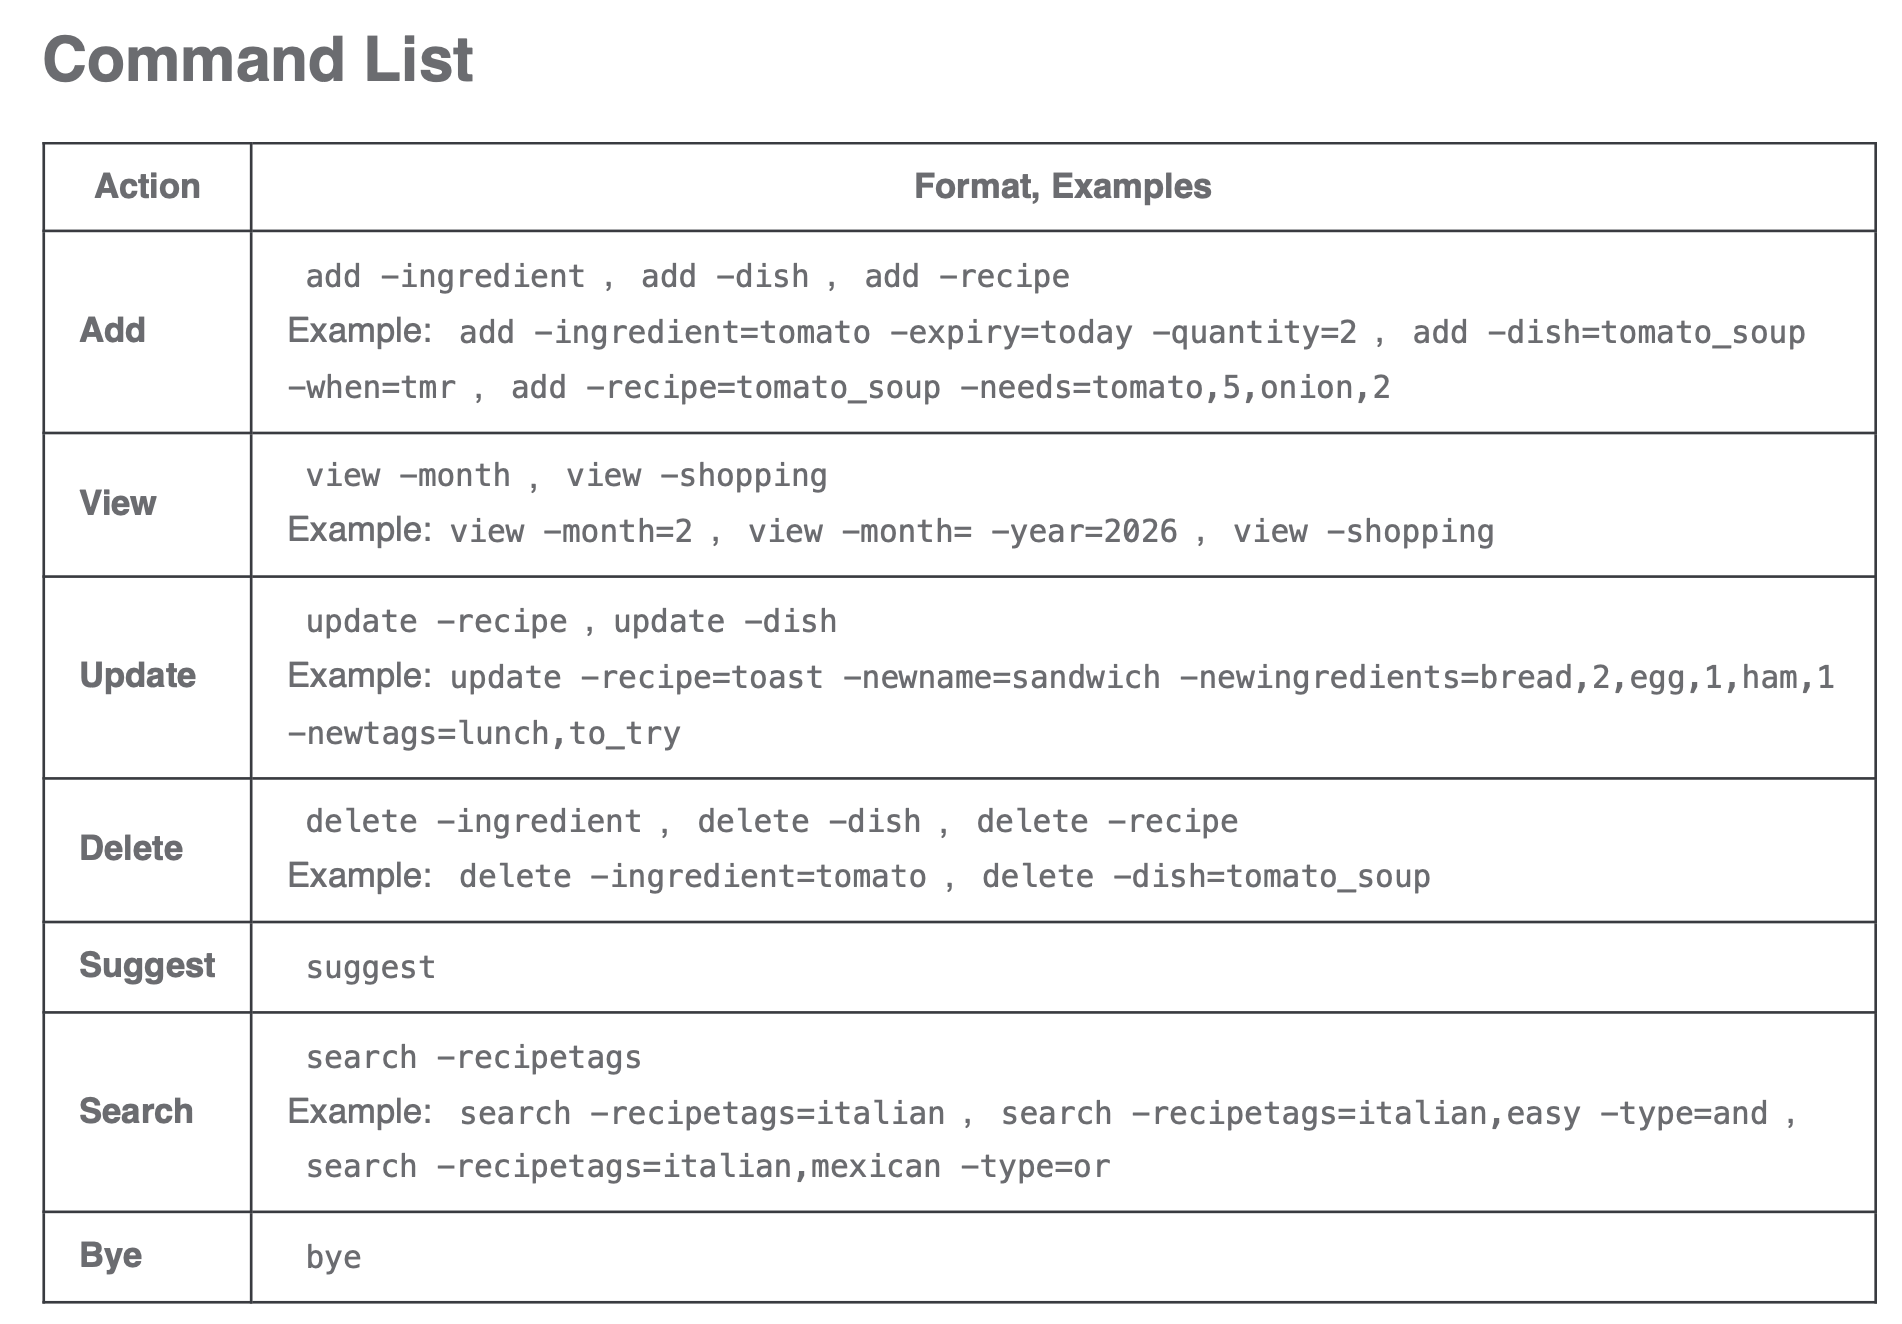 Command List
Action Format, Examples
add -ingredient , add -dish , add -recipe
Add Example: add -ingredient=tomato -expiry=today -quantity=2 , add -dish=tomato_soup
-when=tmr , add -recipe=tomato_soup -needs=tomato,5,onion,2
view -month , view -shopping
View Example: view -month=2 , view -month= -year=2026 , view -shopping
update -recipe , update -dish
Update Example: update -recipe=toast -newname=sandwich -newingredients=bread,2,egg,1,ham,1
-newtags=lunch,to_try
delete -ingredient , delete -dish , delete -recipe
Delete Example: delete -ingredient=tomato , delete -dish=tomato_soup
Suggest suggest
search -recipetags
Search Example: search -recipetags=italian , search -recipetags=italian,easy -type=and ,
search -recipetags=italian,mexican -type=or
Bye bye